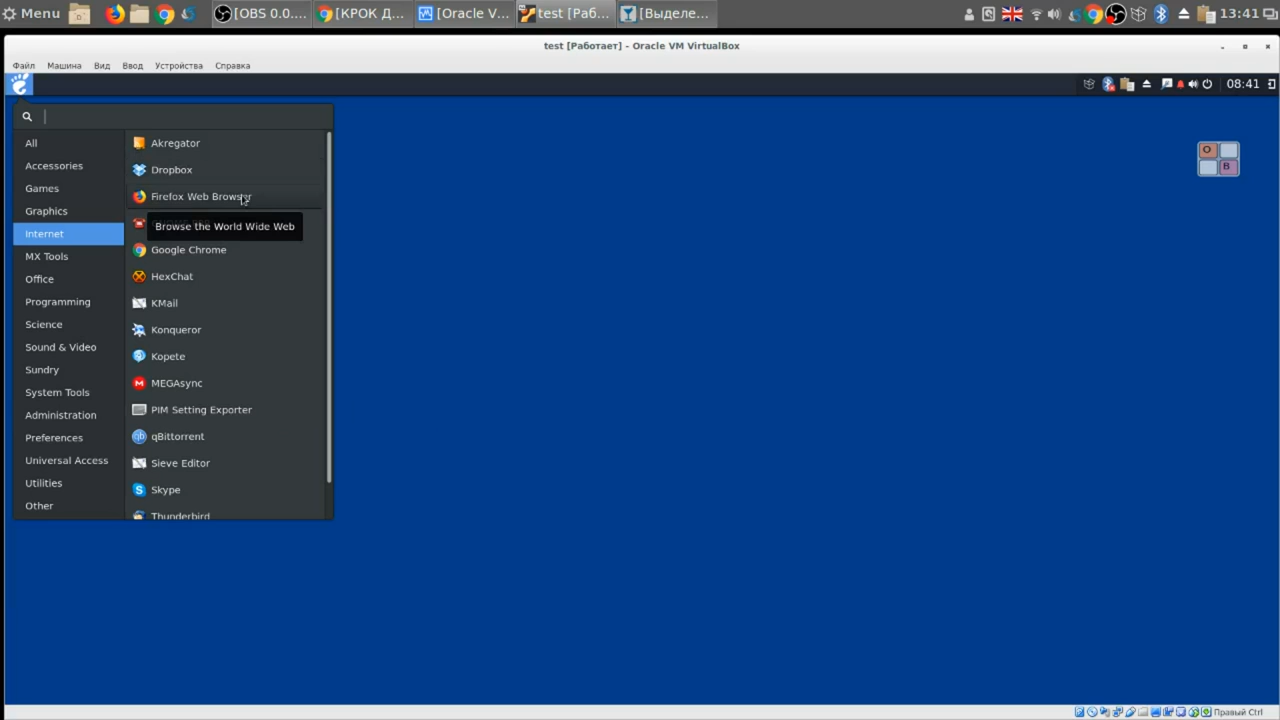 Menu
[OBS 0.0....
[КРОК Д...
[Oracle V...
test [Раб...
[Выделе...
13:41
test [Работает] - Oracle VM VirtualBox
Файл Машина Вид Ввод Устройства Справка
08:41
All
Accessories
Games
Graphics
Internet
MX Tools
Office
Programming
Science
Sound & Video
Sundry
System Tools
Administration
Preferences
Universal Access
Utilities
Other
Akregator
Dropbox
Firefox Web Browser
Browse the World Wide Web
Google Chrome
HexChat
KMail
Konqueror
Kopete
MEGAsync
PIM Setting Exporter
qBittorrent
Sieve Editor
Skype
Thunderbird
O
B
Правый Ctrl